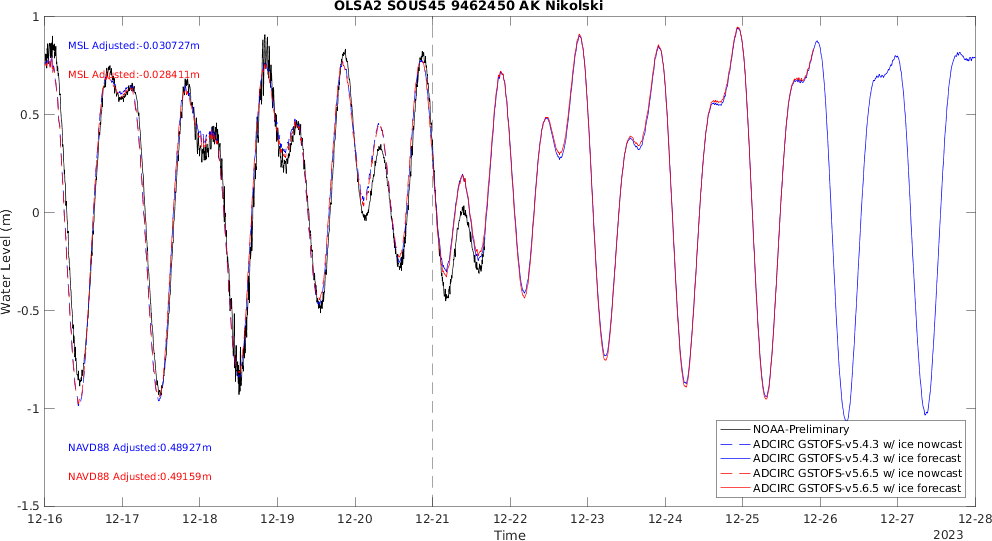 OLSA2 SOUS45 9462450 AK Nikolski
MSL Adjusted:-0.030727m
MSL Adjusted:-0.028411m
NAVD88 Adjusted:0.48927m
NAVD88 Adjusted:0.49159m
Water Level (m)
1
0.5
0
-0.5
-1
-1.5
12-16 12-17 12-18 12-19 12-20 12-21 12-22 12-23 12-24 12-25 12-26 12-27 12-28
Time
2023
NOAA-Preliminary
ADCIRC GSTOFS-v5.4.3 w/ ice nowcast
ADCIRC GSTOFS-v5.4.3 w/ ice forecast
ADCIRC GSTOFS-v5.6.5 w/ ice nowcast
ADCIRC GSTOFS-v5.6.5 w/ ice forecast